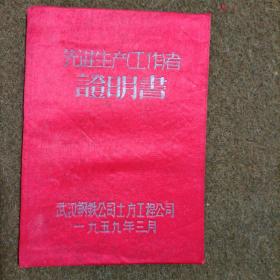 先进生产工作者
證明書
武汉钢铁公司土方工程公司
一九五九年三月